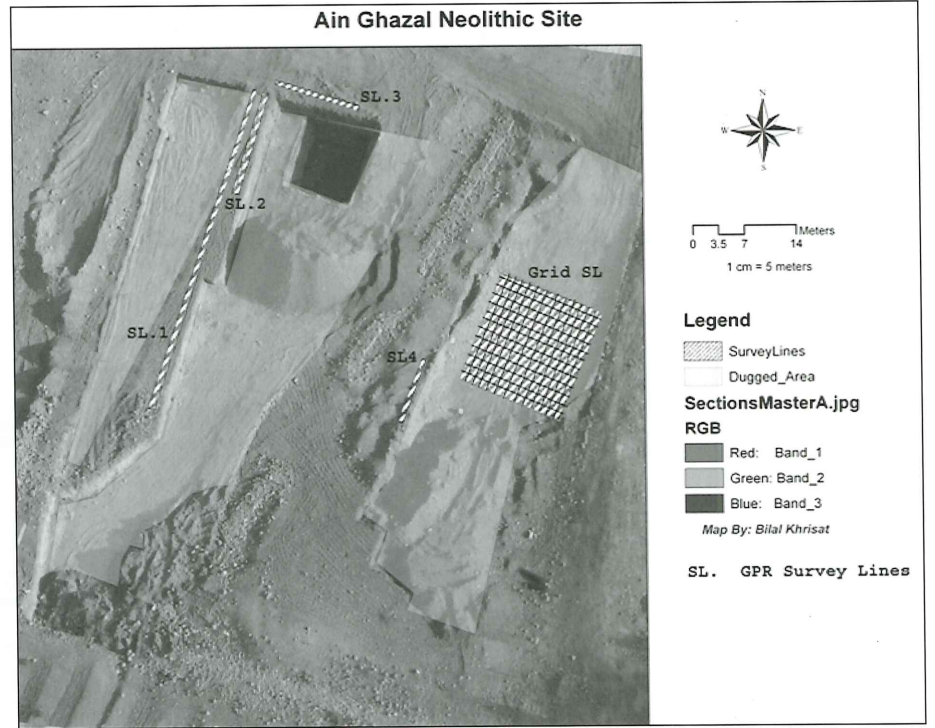 Ain Ghazal Neolithic Site
SL.3
SL.2
Grid SL
SL.1
SL4
N
W E
S
Meters
0 3.5 7 14
1 cm = 5 meters
Legend
SurveyLines
Dugged_Area
SectionsMasterA.jpg
RGB
Red: Band_1
Green: Band_2
Blue: Band_3
Map By: Bilal Khrisat
SL. GPR Survey Lines